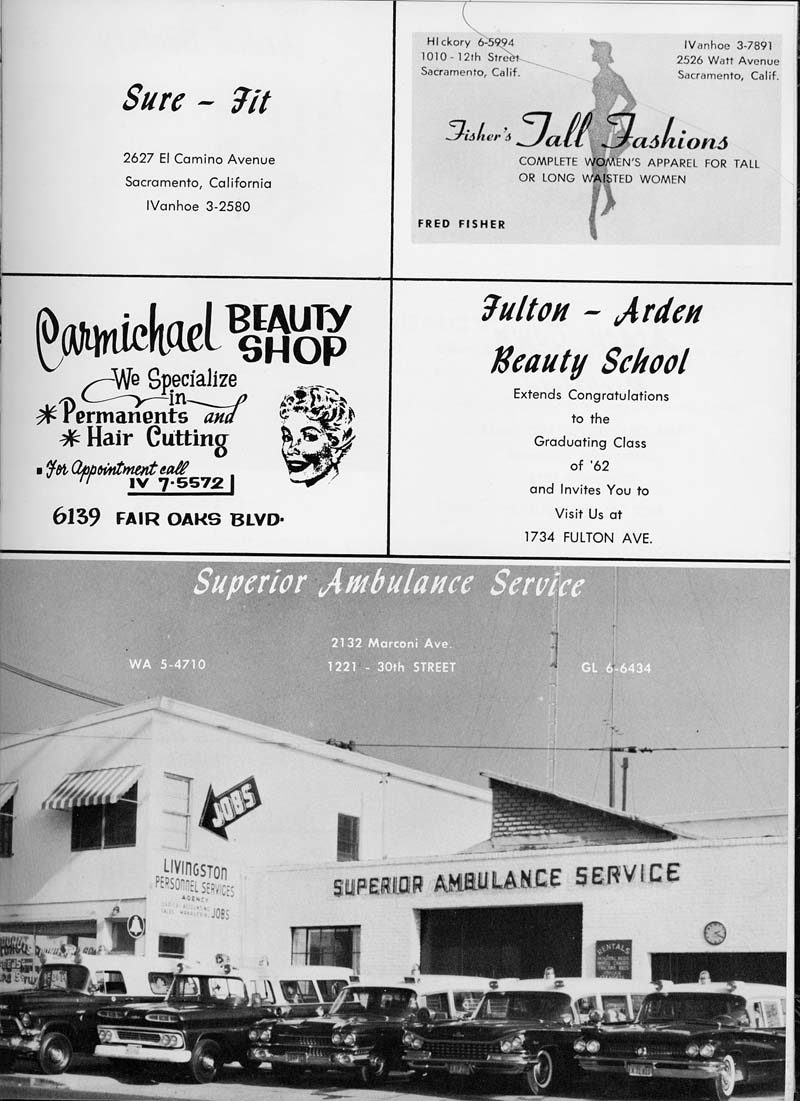 Sure - Fit
2627 El Camino Avenue
Sacramento, California
IVanhoe 3-2580
HIckory 6-5994
1010 - 12th Street
Sacramento, Calif.
IVanhoe 3-7891
2526 Watt Avenue
Sacramento, Calif.
Fisher's Tall Fashions
COMPLETE WOMEN'S APPAREL FOR TALL
OR LONG WAISTED WOMEN
FRED FISHER
Carmichael BEAUTY
SHOP
We Specialize
in
* Permanents and
* Hair Cutting
For Appointment call
IV 7-5572
6139 FAIR OAKS BLVD.
Fulton - Arden
Beauty School
Extends Congratulations
to the
Graduating Class
of '62
and Invites You to
Visit Us at
1734 FULTON AVE.
Superior Ambulance Service
2132 Marconi Ave.
WA 5-4710
1221 - 30th STREET
GL 6-6434
JOBS
LIVINGSTON
PERSONNEL SERVICES
AGENCY
JOBS
SUPERIOR AMBULANCE SERVICE
RENTALS